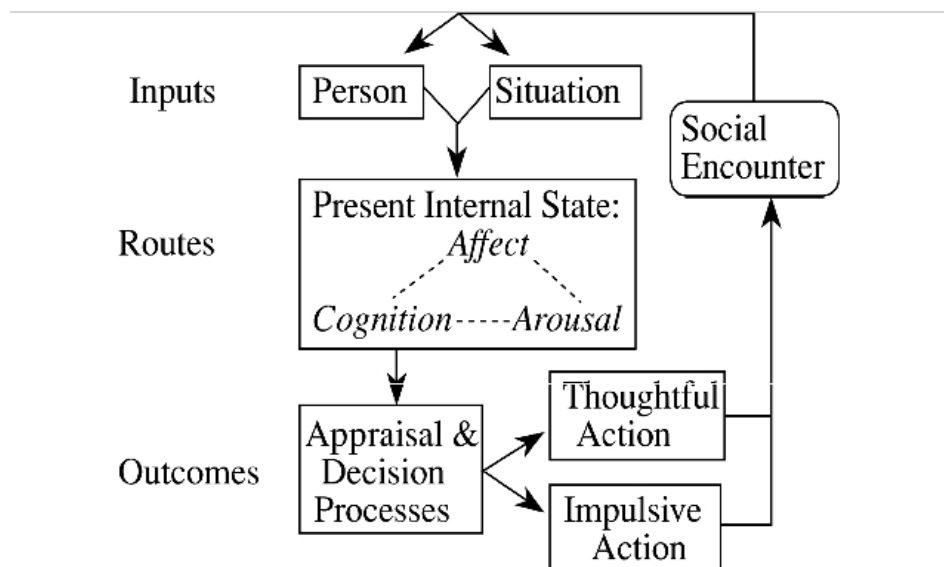 Inputs
Person
Situation
Social
Encounter
Routes
Present Internal State:
Affect
Cognition
Arousal
Outcomes
Appraisal &
Decision
Processes
Thoughtful
Action
Impulsive
Action